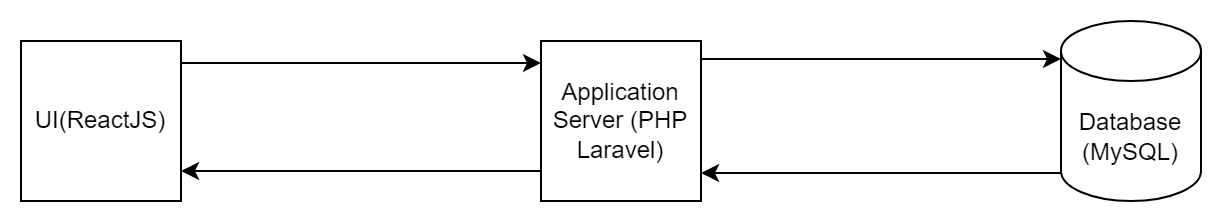 UI(ReactJS)
Application
Server (PHP
Laravel)
Database
(MySQL)